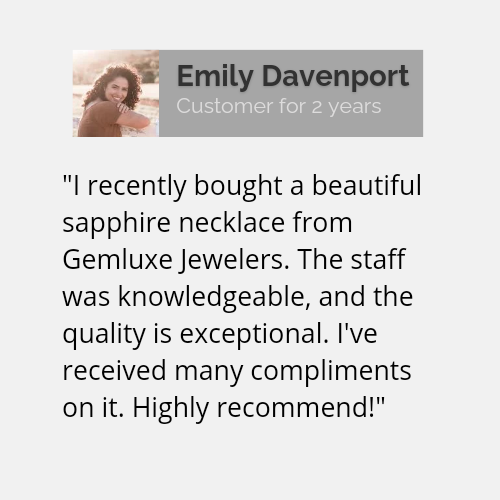 Emily Davenport
Customer for 2 years
"I recently bought a beautiful
sapphire necklace from
Gemluxe Jewelers. The staff
was knowledgeable, and the
quality is exceptional. I've
received many compliments
on it. Highly recommend!"